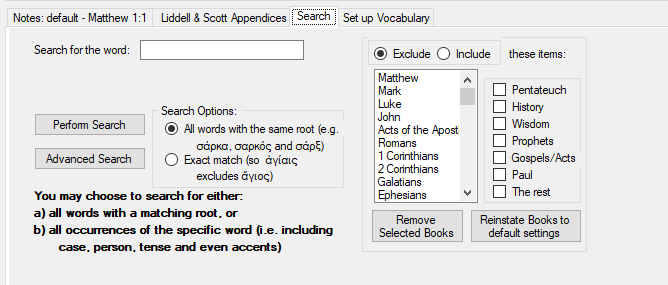 Notes: default - Matthew 1:1 Liddell & Scott Appendices Search Set up Vocabulary
Search for the word:
Exclude Include these items:
Matthew
Mark
Luke
John
Acts of the Apost
Romans
1 Corinthians
2 Corinthians
Galatians
Ephesians
Pentateuch
History
Wisdom
Prophets
Gospels/Acts
Paul
The rest
Perform Search
Advanced Search
Search Options:
All words with the same root (e.g.
σάρκα, σαρκός and σάρξ)
Exact match (so ἁγίαις
excludes ἅγιος)
You may choose to search for either:
a) all words with a matching root, or
b) all occurrences of the specific word (i.e. including
case, person, tense and even accents)
Remove
Selected Books
Reinstate Books to
default settings